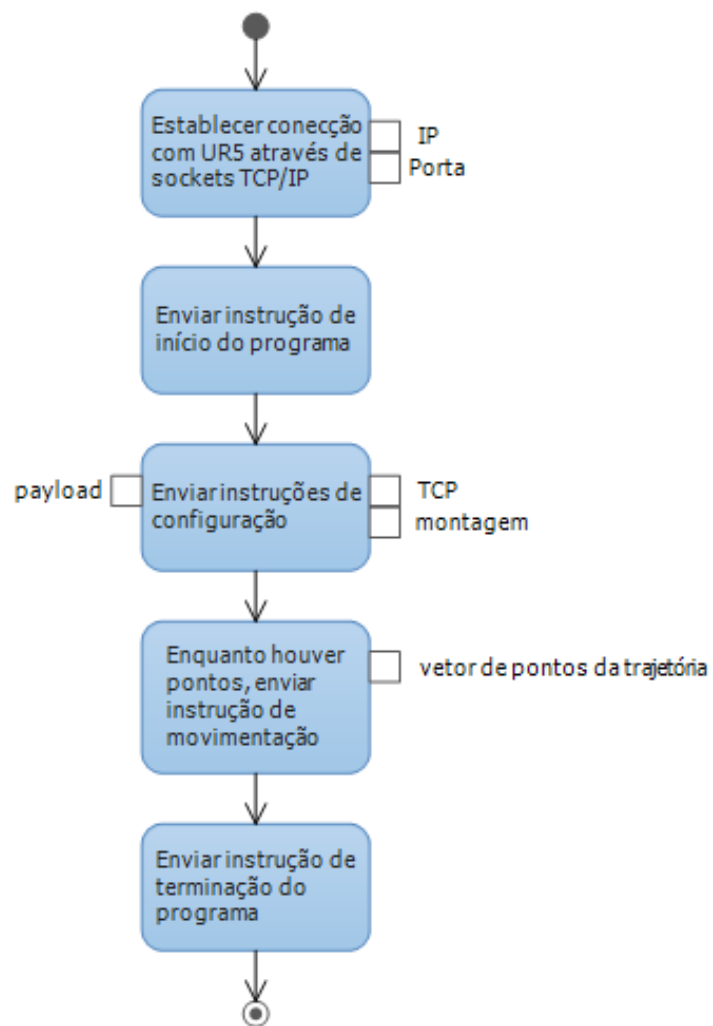 Establecer conecção
com UR5 através de
sockets TCP/IP
IP
Porta
Enviar instrução de
início do programa
payload
Enviar instruções de
configuração
TCP
montagem
Enquanto houver
pontos, enviar
instrução de
movimentação
vetor de pontos da trajetória
Enviar instrução de
terminação do
programa